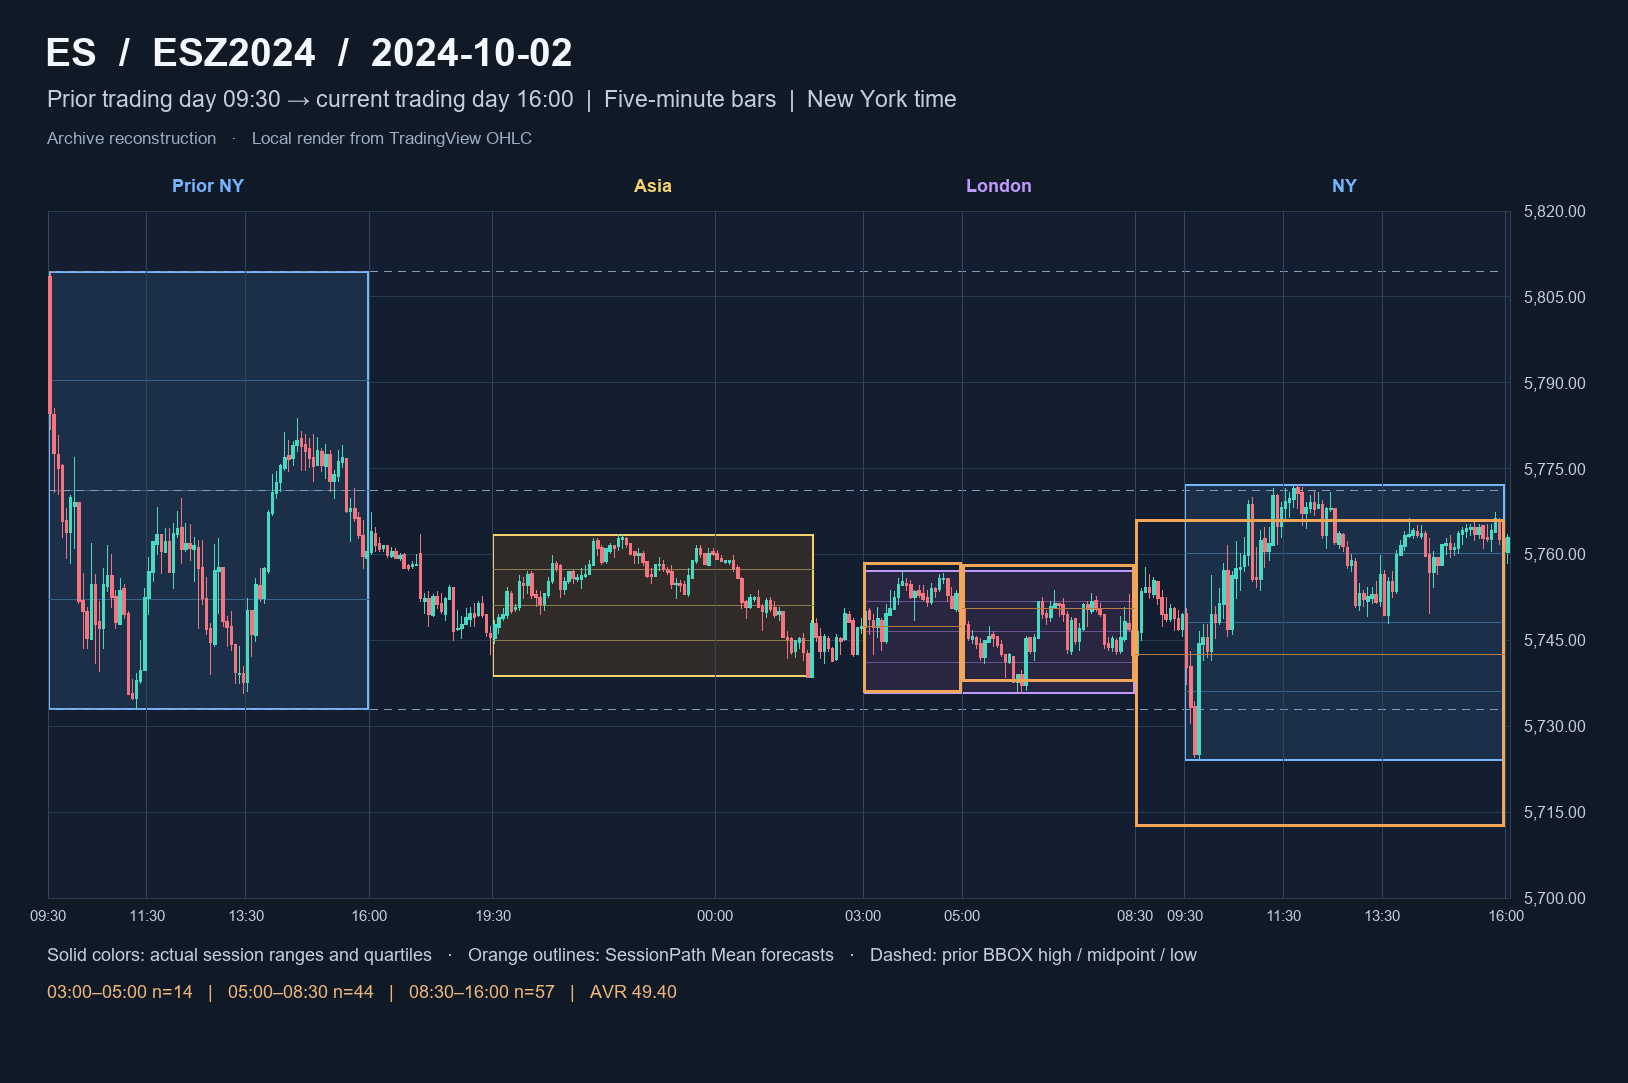 ES / ESZ2024 / 2024-10-02
Prior trading day 09:30 → current trading day 16:00 | Five-minute bars | New York time
Archive reconstruction · Local render from TradingView OHLC
Prior NY Asia London NY
5,820.00
5,805.00
5,790.00
5,775.00
5,760.00
5,745.00
5,730.00
5,715.00
5,700.00
09:30 11:30 13:30 16:00 19:30 00:00 03:00 05:00 08:30 09:30 11:30 13:30 16:00
Solid colors: actual session ranges and quartiles · Orange outlines: SessionPath Mean forecasts · Dashed: prior BBOX high / midpoint / low
03:00–05:00 n=14 | 05:00–08:30 n=44 | 08:30–16:00 n=57 | AVR 49.40